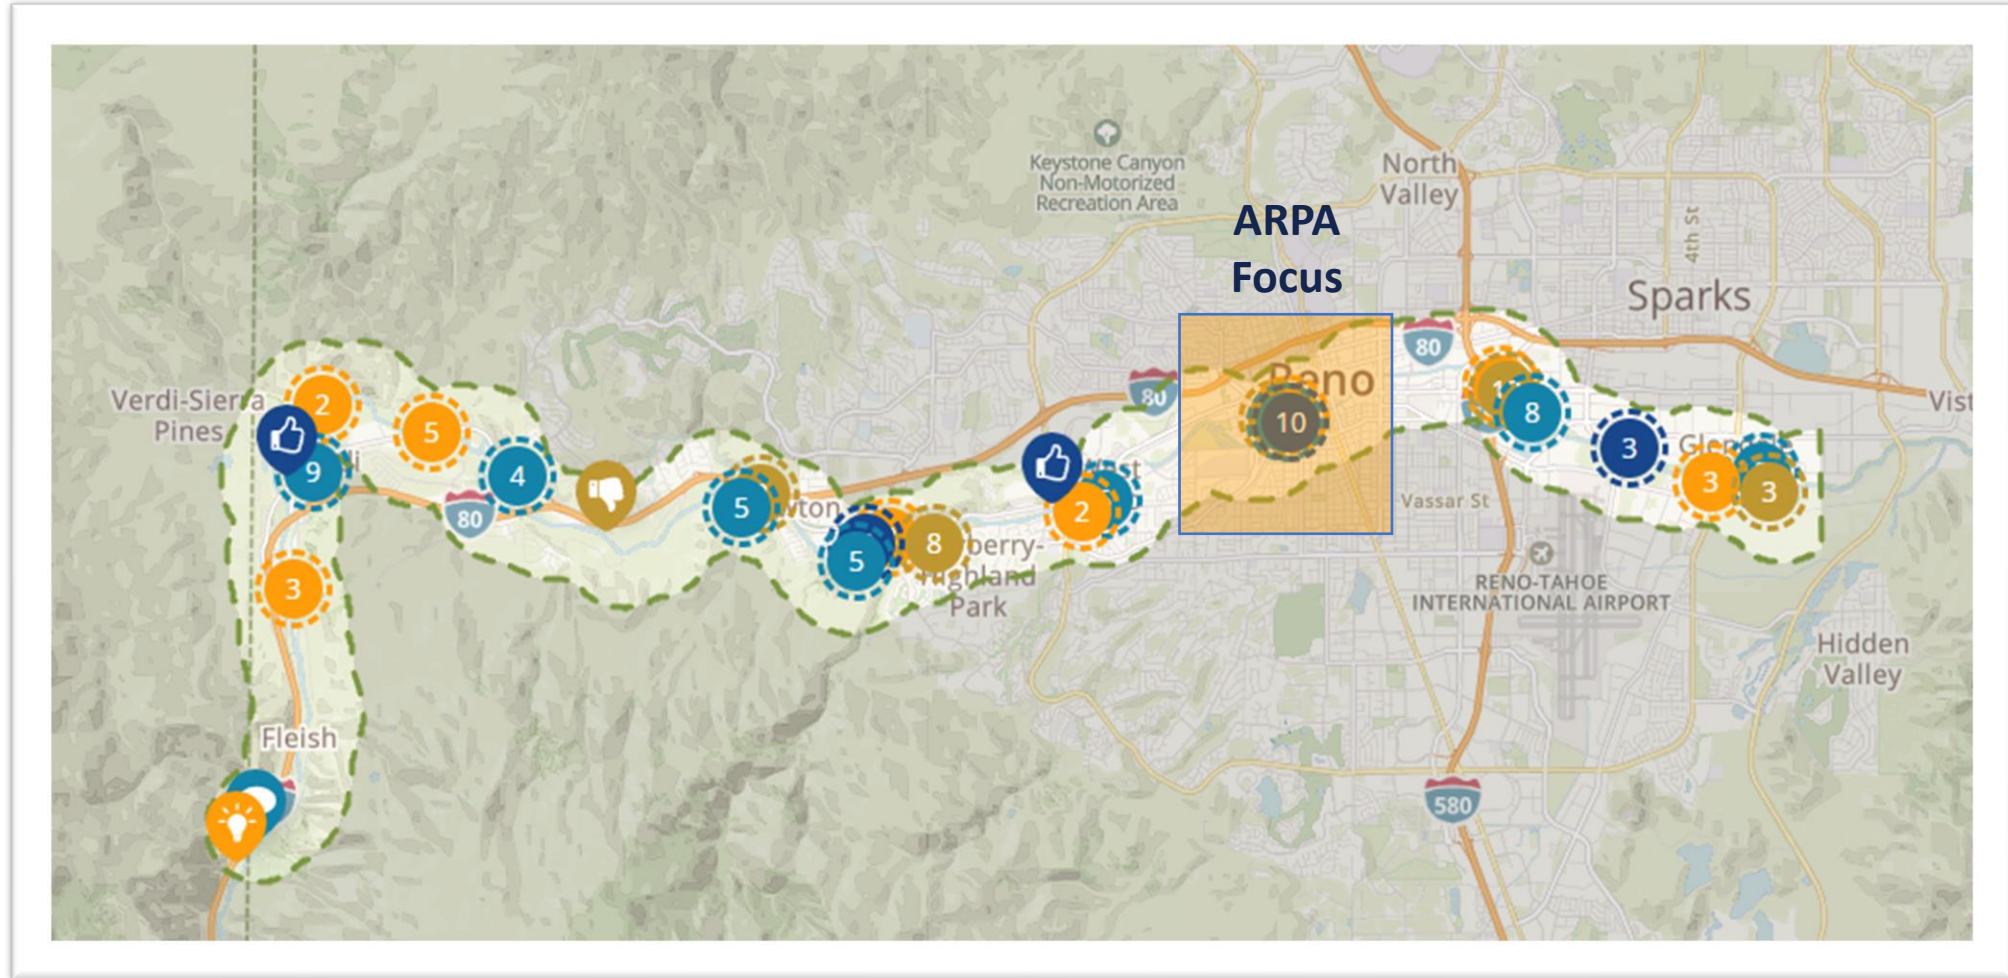 Keystone Canyon
Non-Motorized
Recreation Area
North
Valley
4th St
ARPA
Focus
Sparks
80
Reno
80
Verdi-Sierra
Pines
2
5
9
4
80
5
5
8
Highland
Park
2
10
8
3
3
3
Vassar St
RENO-TAHOE
INTERNATIONAL AIRPORT
Hidden
Valley
3
Fleish
580